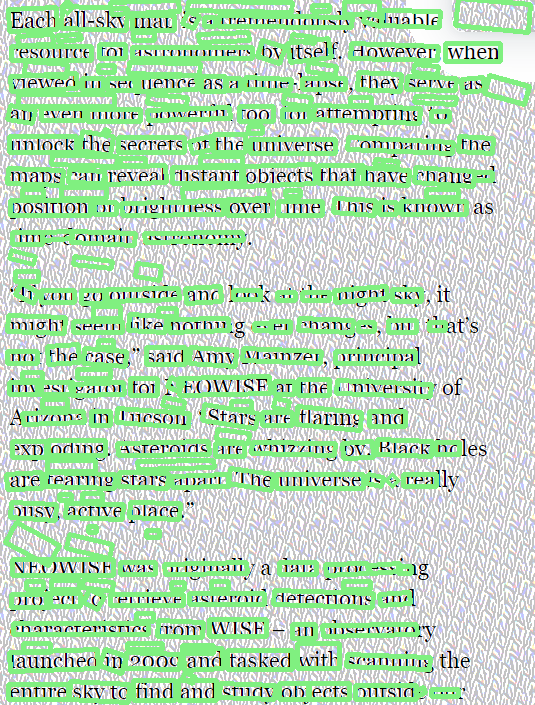 Each all-sky map is a tremendously valuable
resource for astronomers by itself. However, when
viewed in sequence as a time-lapse, they serve as
an even more powerful tool for attempting to
unlock the secrets of the universe. Comparing the
maps can reveal distant objects that have changed
position or brightness over time. This is known as
time-domain astronomy.
“If you go outside and look at the night sky, it
might seem like nothing ever changes, but that’s
not the case,” said Amy Mainzer, principal
investigator for NEOWISE at the University of
Arizona in Tucson. “Stars are flaring and
exploding. Asteroids are whizzing by. Black holes
are tearing stars apart. The universe is a really
busy, active place.”
NEOWISE was originally a data processing
project to retrieve asteroid detections and
characteristics from WISE – an observatory
launched in 2009 and tasked with scanning the
entire sky to find and study objects outside our